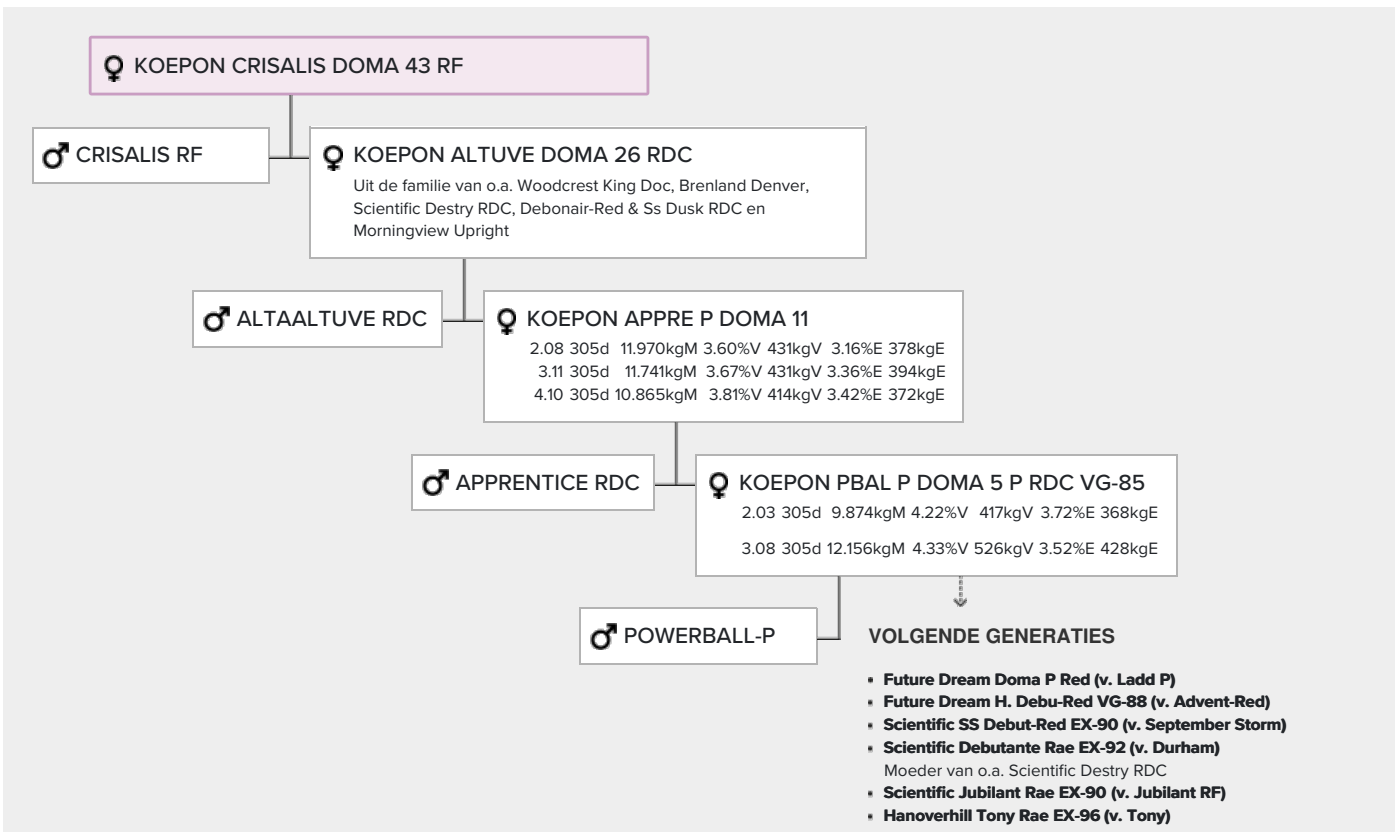 KOEPON CRISALIS DOMA 43 RF
CRISALIS RF
KOEPON ALTUVE DOMA 26 RDC
Uit de familie van o.a. Woodcrest King Doc, Brenland Denver,
Scientific Destry RDC, Debonair-Red & Ss Dusk RDC en
Morningview Upright
ALTAALTUVE RDC
KOEPON APPRE P DOMA 11
2.08 305d 11.970kgM 3.60%V 431kgV 3.16%E 378kgE
3.11 305d 11.741kgM 3.67%V 431kgV 3.36%E 394kgE
4.10 305d 10.865kgM 3.81%V 414kgV 3.42%E 372kgE
APPRENTICE RDC
KOEPON PBAL P DOMA 5 P RDC VG-85
2.03 305d 9.874kgM 4.22%V 417kgV 3.72%E 368kgE
3.08 305d 12.156kgM 4.33%V 526kgV 3.52%E 428kgE
POWERBALL-P
VOLGENDE GENERATIES
• Future Dream Doma P Red (v. Ladd P)
• Future Dream H. Debu-Red VG-88 (v. Advent-Red)
• Scientific SS Debut-Red EX-90 (v. September Storm)
• Scientific Debutante Rae EX-92 (v. Durham)
Moeder van o.a. Scientific Destry RDC
• Scientific Jubilant Rae EX-90 (v. Jubilant RF)
• Hanoverhill Tony Rae EX-96 (v. Tony)